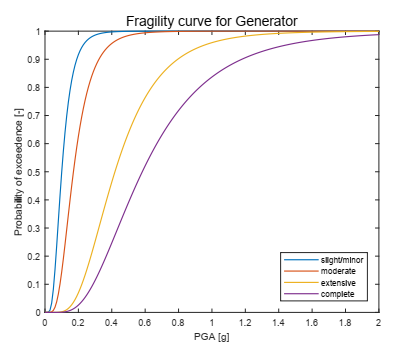 Fragility curve for Generator
1
0.9
0.8
0.7
0.6
0.5
0.4
0.3
0.2
0.1
0
Probability of exceedence [-]
0 0.2 0.4 0.6 0.8 1 1.2 1.4 1.6 1.8 2
PGA [g]
slight/minor
moderate
extensive
complete